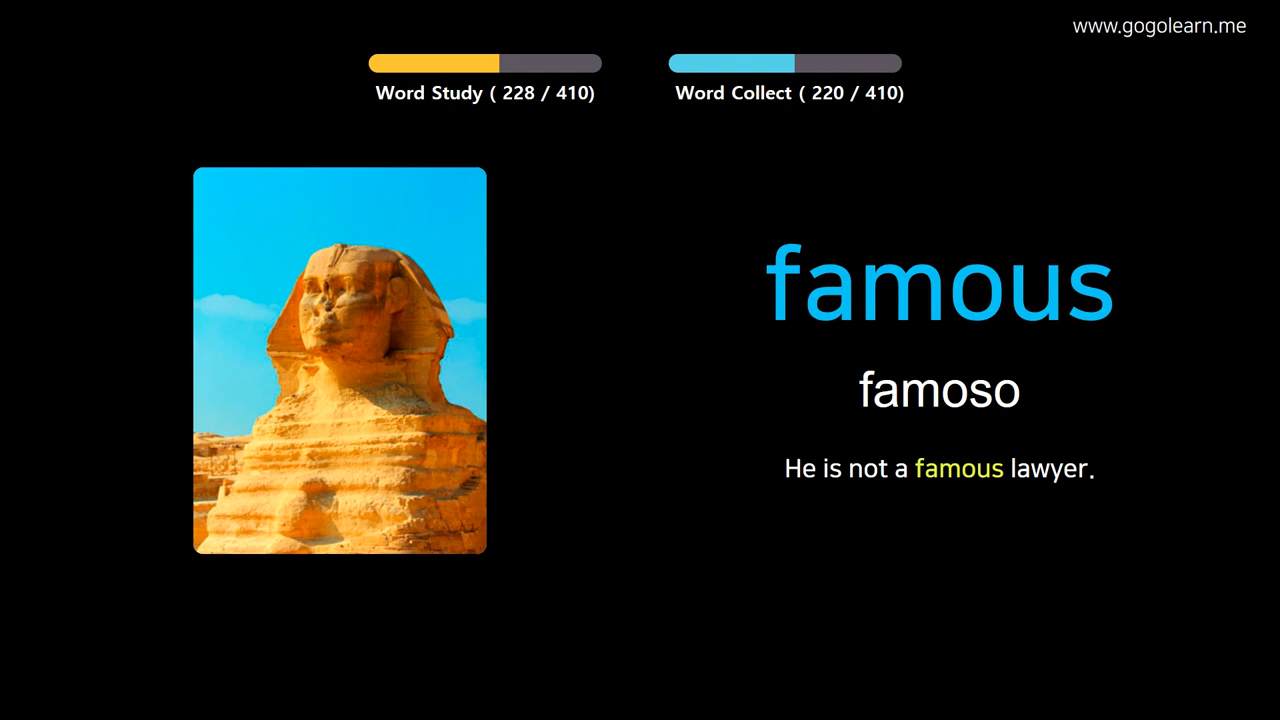 www.gogolearn.me
Word Study ( 228 / 410)
Word Collect ( 220 / 410)
famous
famoso
He is not a famous lawyer.